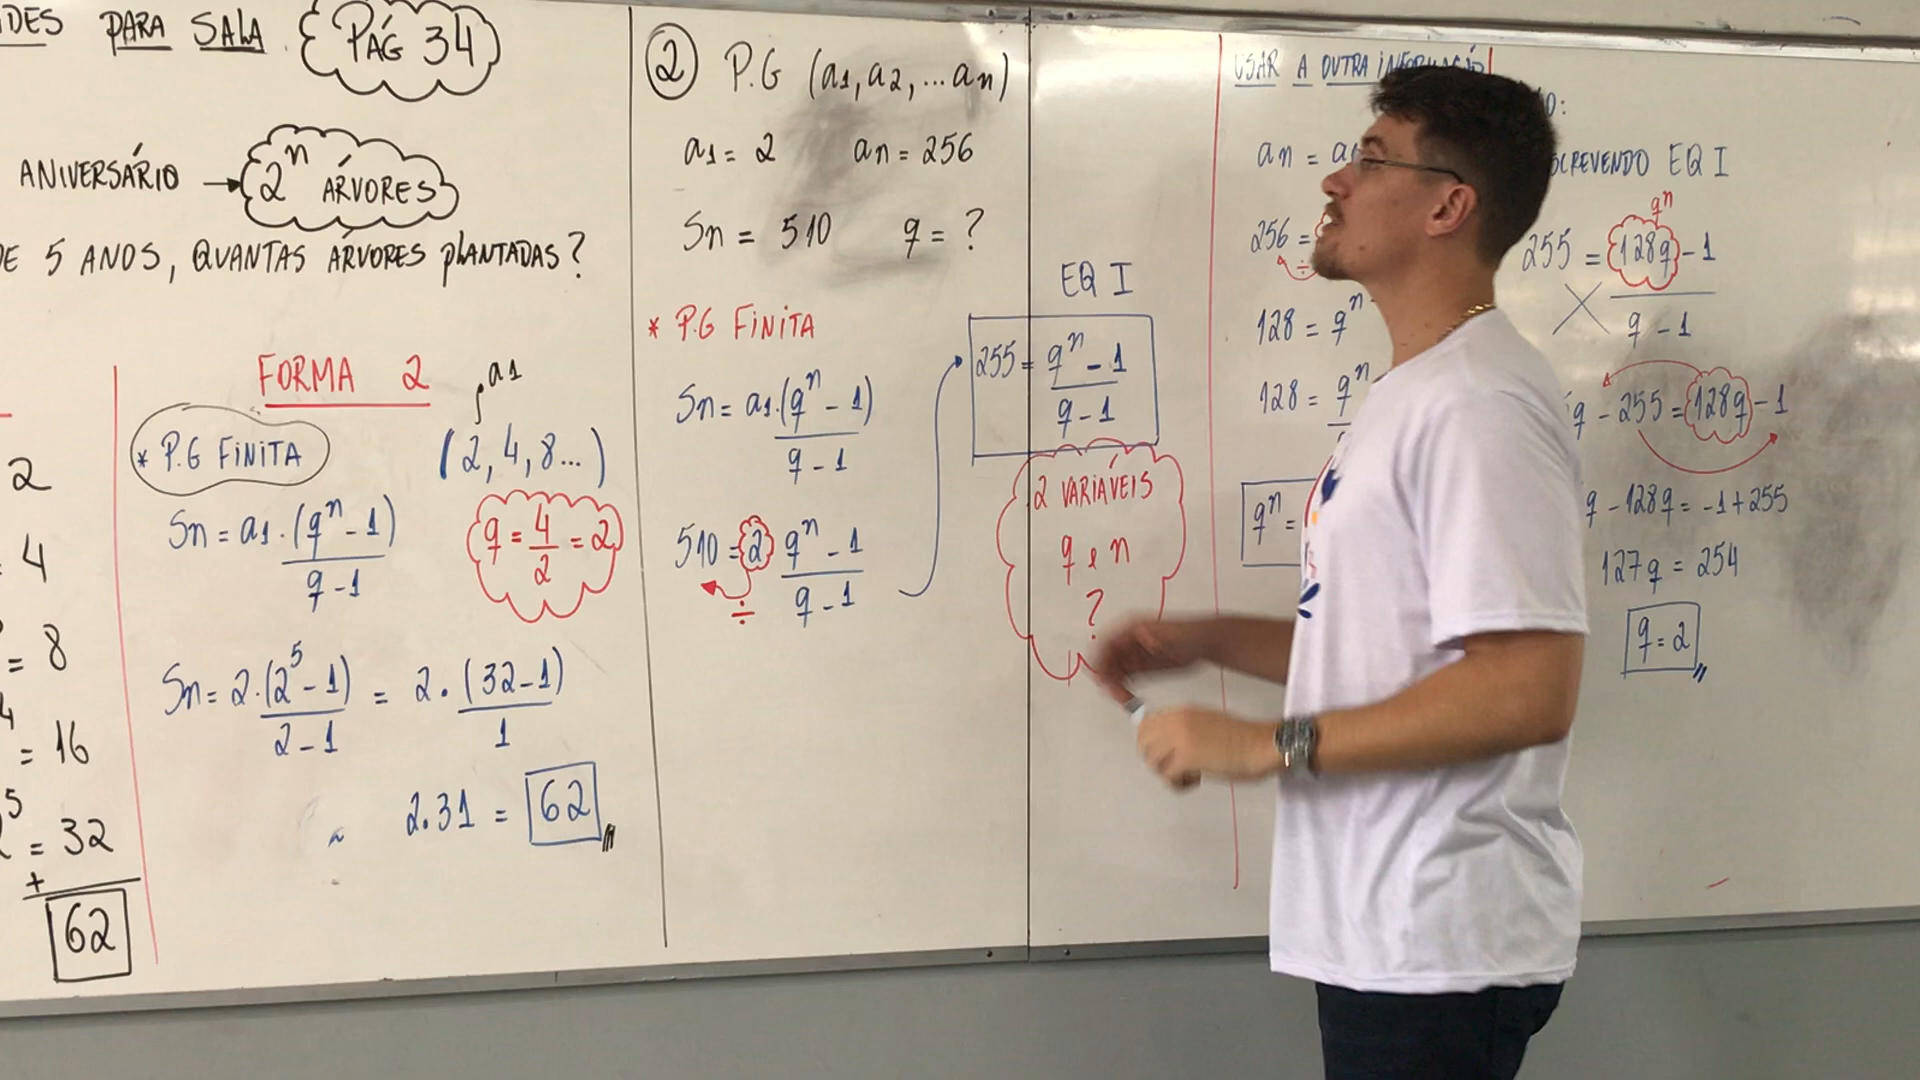 PARA SALA
PÁG 34
ANIVERSÁRIO → 2ⁿ ÁRVORES
5 ANOS, QUANTAS ÁRVORES PLANTADAS?
2
4
= 8
4
= 16
5
= 32
+
62
FORMA 2
* P.G FINITA
a1
(2, 4, 8...)
Sn = a1 . (qⁿ - 1)
q - 1
q = 4/2 = 2
Sn = 2.(2⁵ - 1) = 2 . (32 - 1)
2 - 1
1
2.31 = 62
2 P.G (a1, a2, ... an)
a1 = 2 an = 256
Sn = 510 q = ?
* P.G FINITA
Sn = a1.(qⁿ - 1)
q - 1
510 = 2 qⁿ - 1
÷ q - 1
EQ I
255 = qⁿ - 1
q - 1
2 VARIÁVEIS
q e n
?
USAR A OUTRA INFORMAÇÃO
an =
256 =
÷
128 = qⁿ
128 = qⁿ
qⁿ =
EQ I
qⁿ
255 = 128q - 1
q - 1
q - 255 = 128q - 1
q - 128q = -1 + 255
127q = 254
q = 2